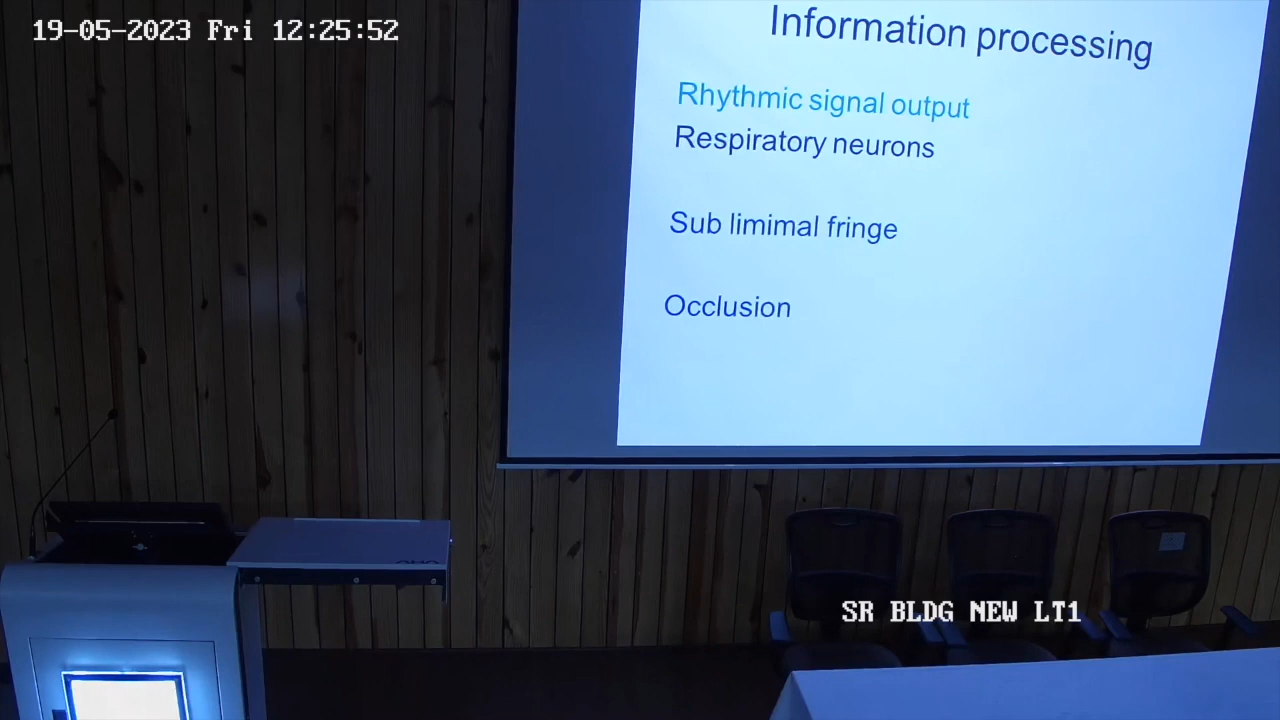 19-05-2023 Fri 12:25:52
Information processing
Rhythmic signal output
Respiratory neurons
Sub limimal fringe
Occlusion
SR BLDG NEW LT1